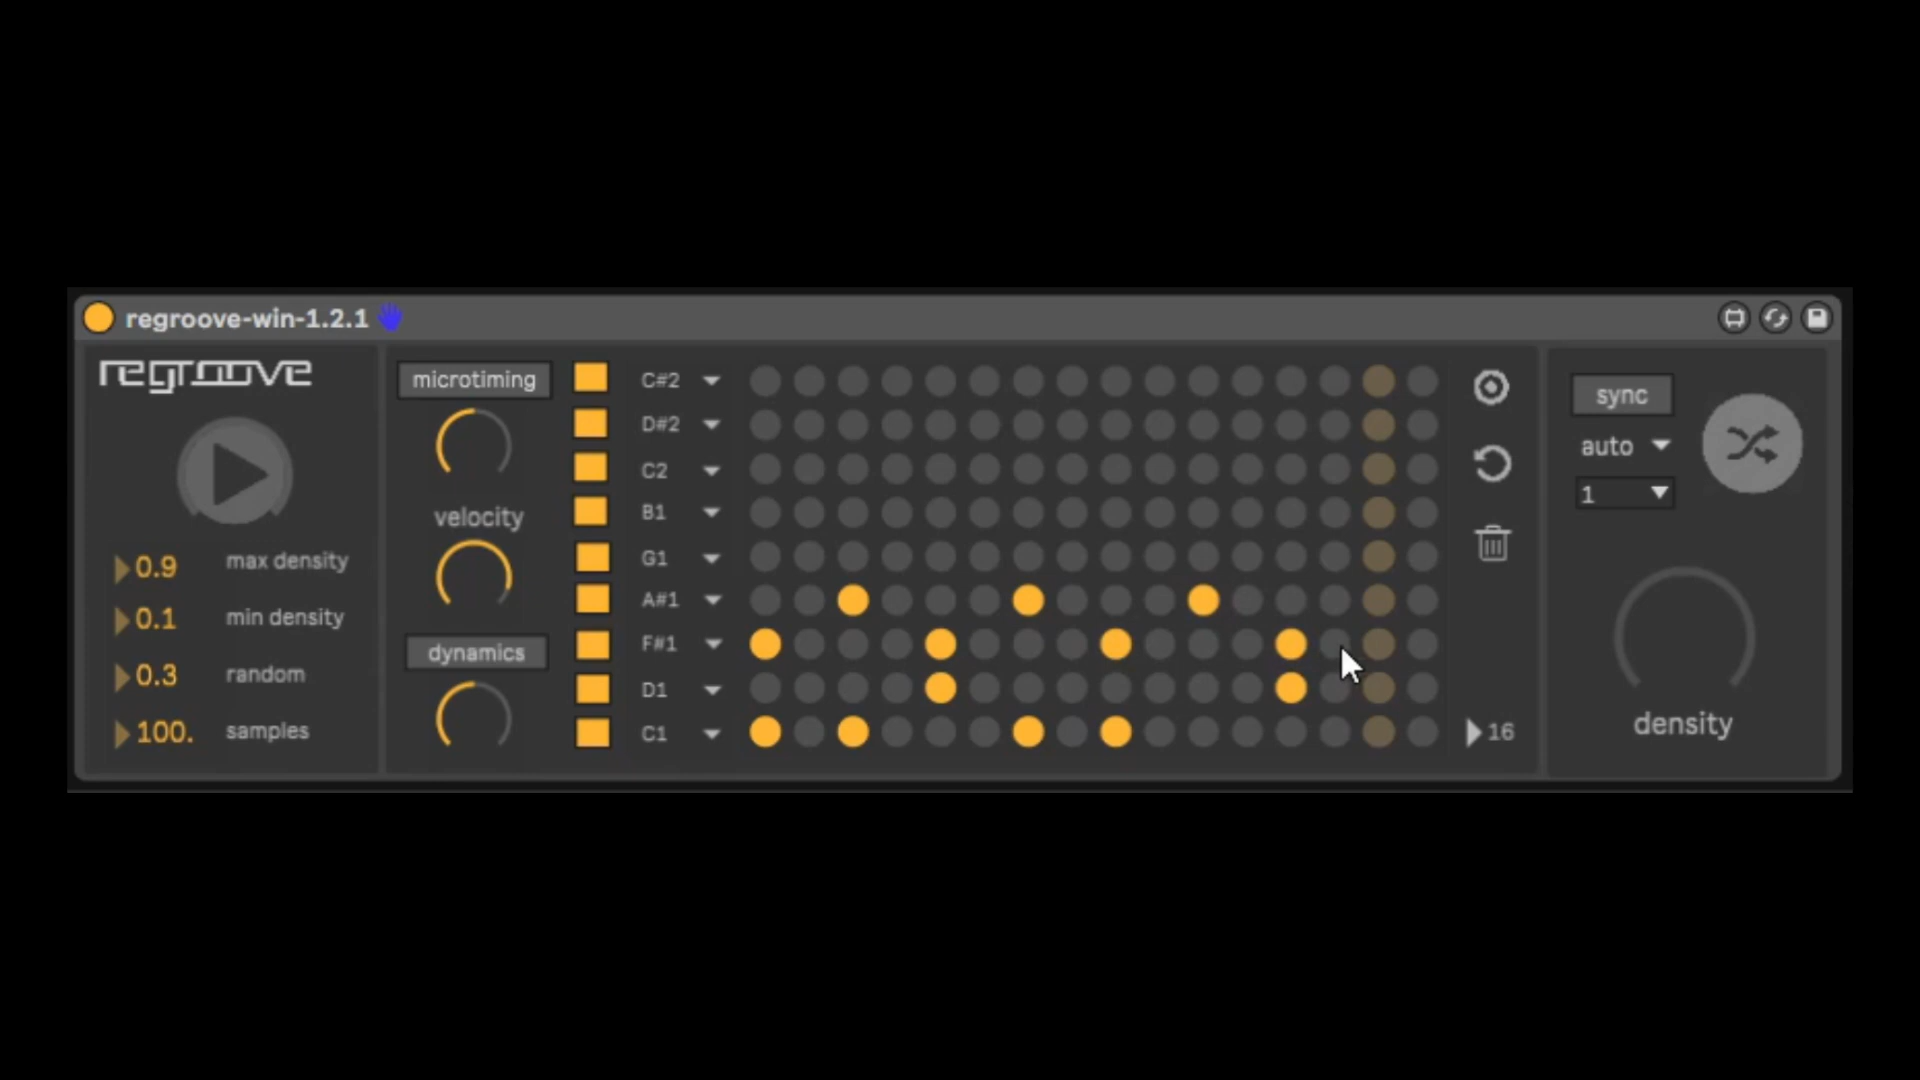 regroove-win-1.2.1
regroove
0.9 max density
0.1 min density
0.3 random
100. samples
microtiming
velocity
dynamics
C#2
D#2
C2
B1
G1
A#1
F#1
D1
C1
16
sync
auto
1
density